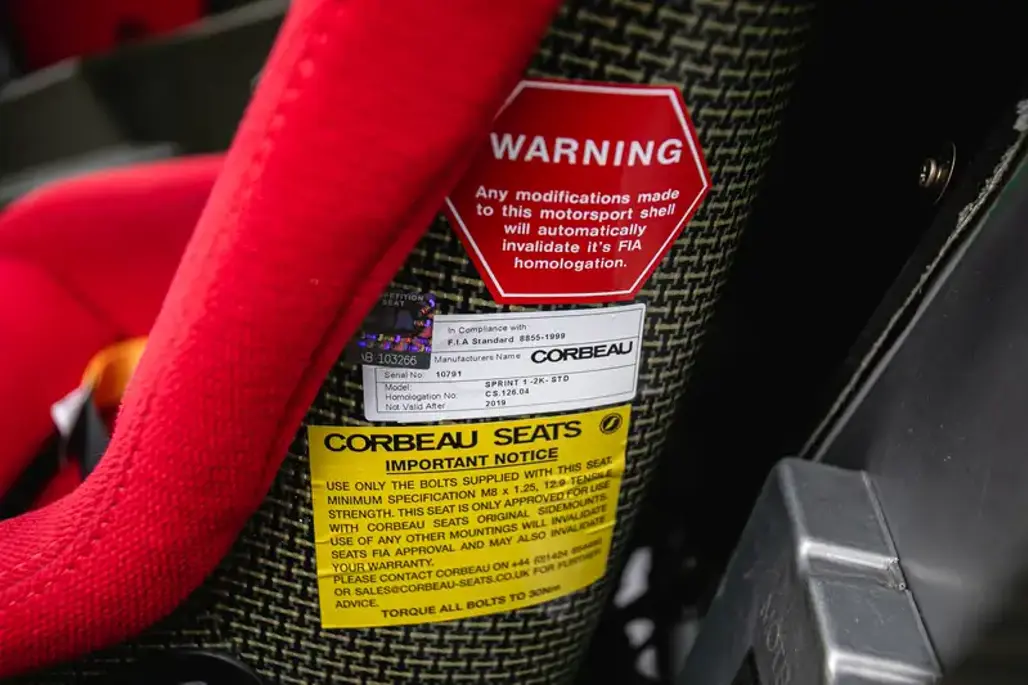 WARNING
Any modifications made
to this motorsport shell
will automatically
invalidate it's FIA
homologation.
SEAT
103266
In Compliance with
F.I.A Standard 8855-1999
Manufacturers Name CORBEAU
Serial No: 10791
Model: SPRINT 1 -2K- STD
Homologation No: CS.126.04
Not Valid After 2019
CORBEAU SEATS
IMPORTANT NOTICE
USE ONLY THE BOLTS SUPPLIED WITH THIS SEAT.
MINIMUM SPECIFICATION M8 x 1.25, 12.9 TENSILE
STRENGTH. THIS SEAT IS ONLY APPROVED FOR USE
WITH CORBEAU SEATS ORIGINAL SIDEMOUNTS.
USE OF ANY OTHER MOUNTINGS WILL INVALIDATE
SEATS FIA APPROVAL AND MAY ALSO INVALIDATE
YOUR WARRANTY.
PLEASE CONTACT CORBEAU ON +44 (0)1424
OR SALES@CORBEAU-SEATS.CO.UK FOR FURTHER
ADVICE.
TORQUE ALL BOLTS TO 30Nm